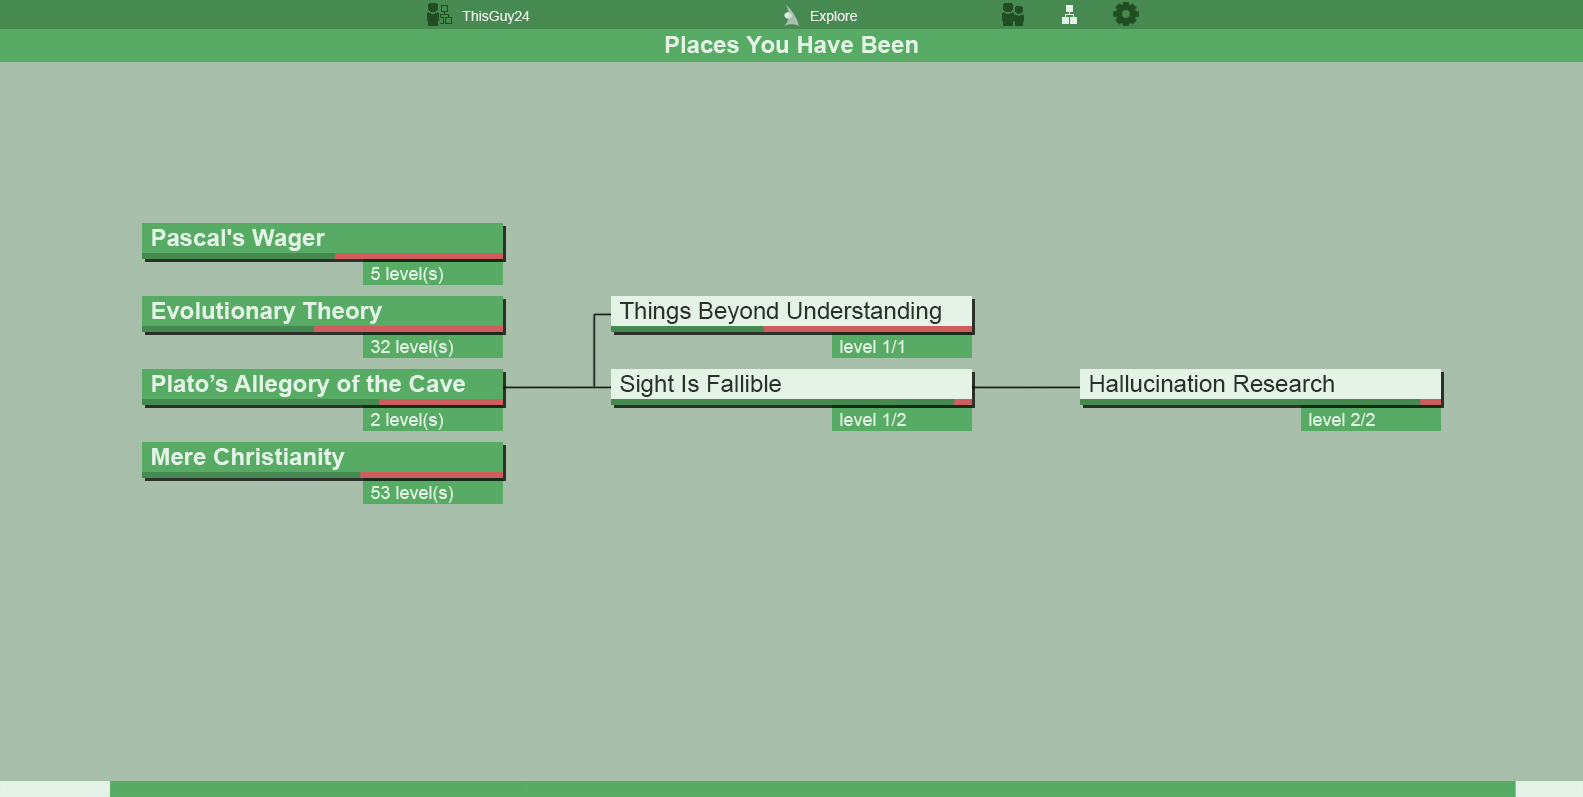 ThisGuy24
Explore
Places You Have Been
Pascal's Wager
5 level(s)
Evolutionary Theory
32 level(s)
Things Beyond Understanding
level 1/1
Plato’s Allegory of the Cave
2 level(s)
Sight Is Fallible
level 1/2
Hallucination Research
level 2/2
Mere Christianity
53 level(s)